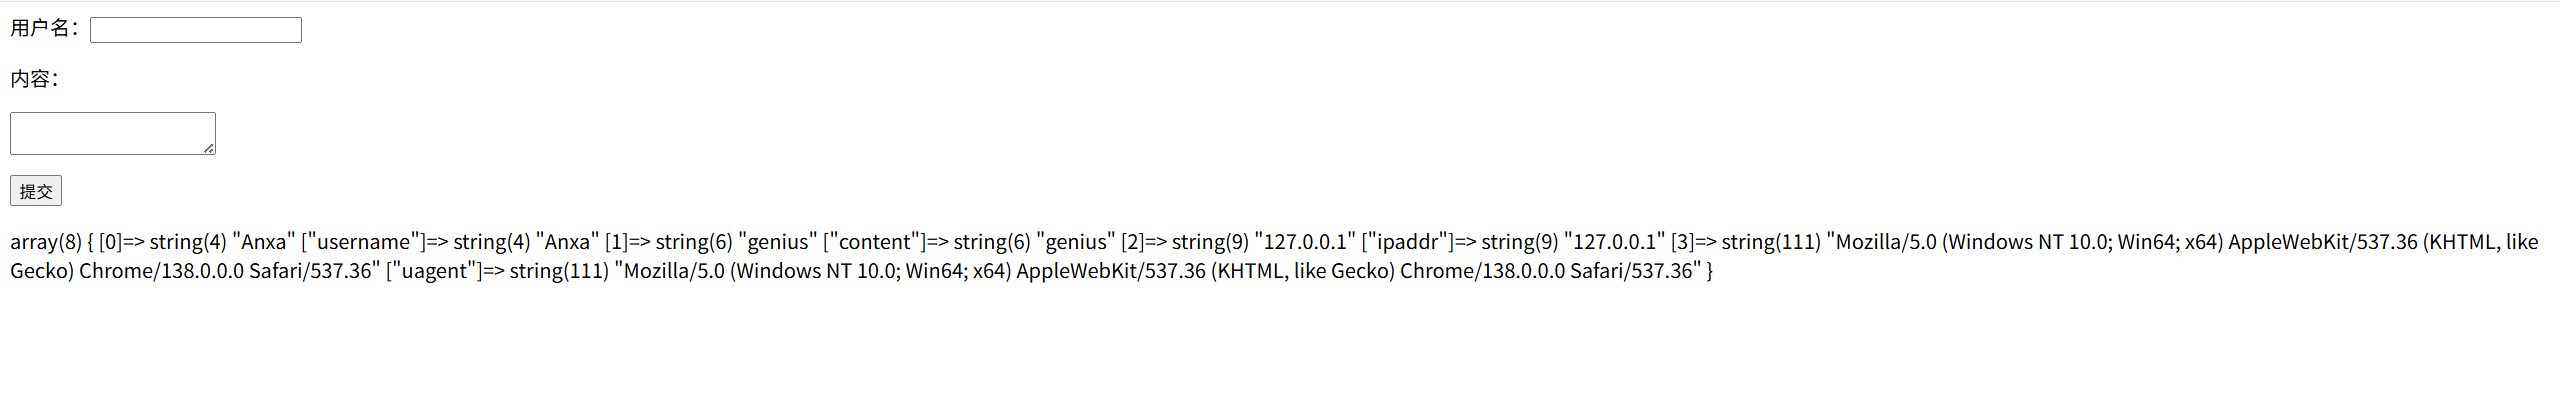 用户名：
内容：
提交
array(8) { [0]=> string(4) "Anxa" ["username"]=> string(4) "Anxa" [1]=> string(6) "genius" ["content"]=> string(6) "genius" [2]=> string(9) "127.0.0.1" ["ipaddr"]=> string(9) "127.0.0.1" [3]=> string(111) "Mozilla/5.0 (Windows NT 10.0; Win64; x64) AppleWebKit/537.36 (KHTML, like
Gecko) Chrome/138.0.0.0 Safari/537.36" ["uagent"]=> string(111) "Mozilla/5.0 (Windows NT 10.0; Win64; x64) AppleWebKit/537.36 (KHTML, like Gecko) Chrome/138.0.0.0 Safari/537.36" }